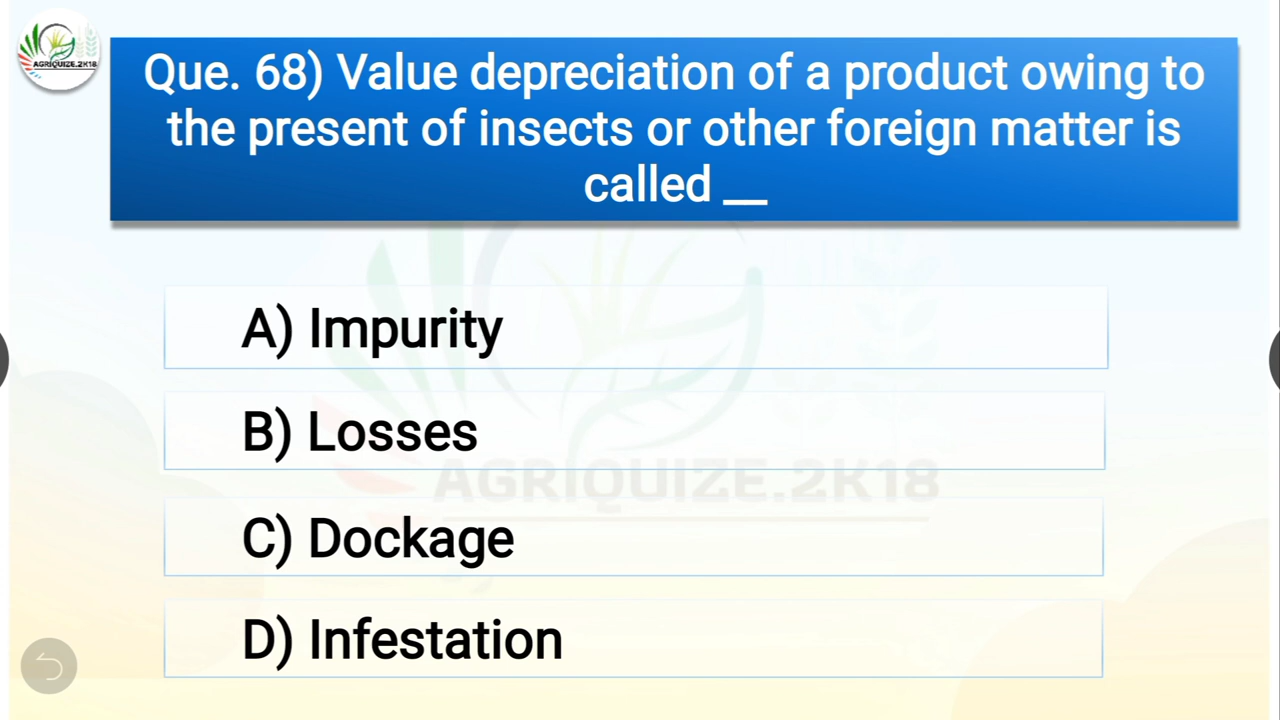 AGRIQUIZE.2K18
Que. 68) Value depreciation of a product owing to
the present of insects or other foreign matter is
called __
A) Impurity
B) Losses
AGRIQUIZE.2K18
C) Dockage
D) Infestation